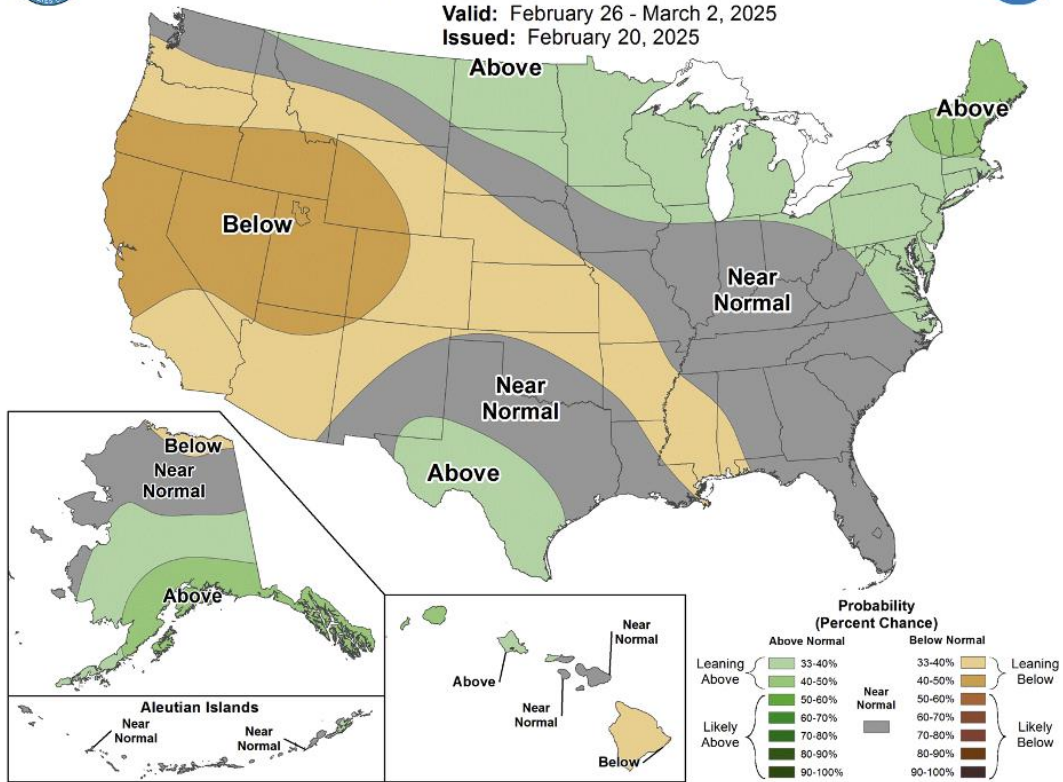 Valid: February 26 - March 2, 2025
Issued: February 20, 2025
Above
Above
Below
Near
Normal
Near
Normal
Above
Below
Near
Normal
Above
Aleutian Islands
Near
Normal
Near
Normal
Near
Normal
Above
Near
Normal
Below
Probability
(Percent Chance)
Above Normal Below Normal
Leaning
Above
33-40%
40-50%
Likely
Above
50-60%
60-70%
70-80%
80-90%
90-100%
Near
Normal
33-40%
40-50%
Leaning
Below
50-60%
60-70%
70-80%
80-90%
90-100%
Likely
Below